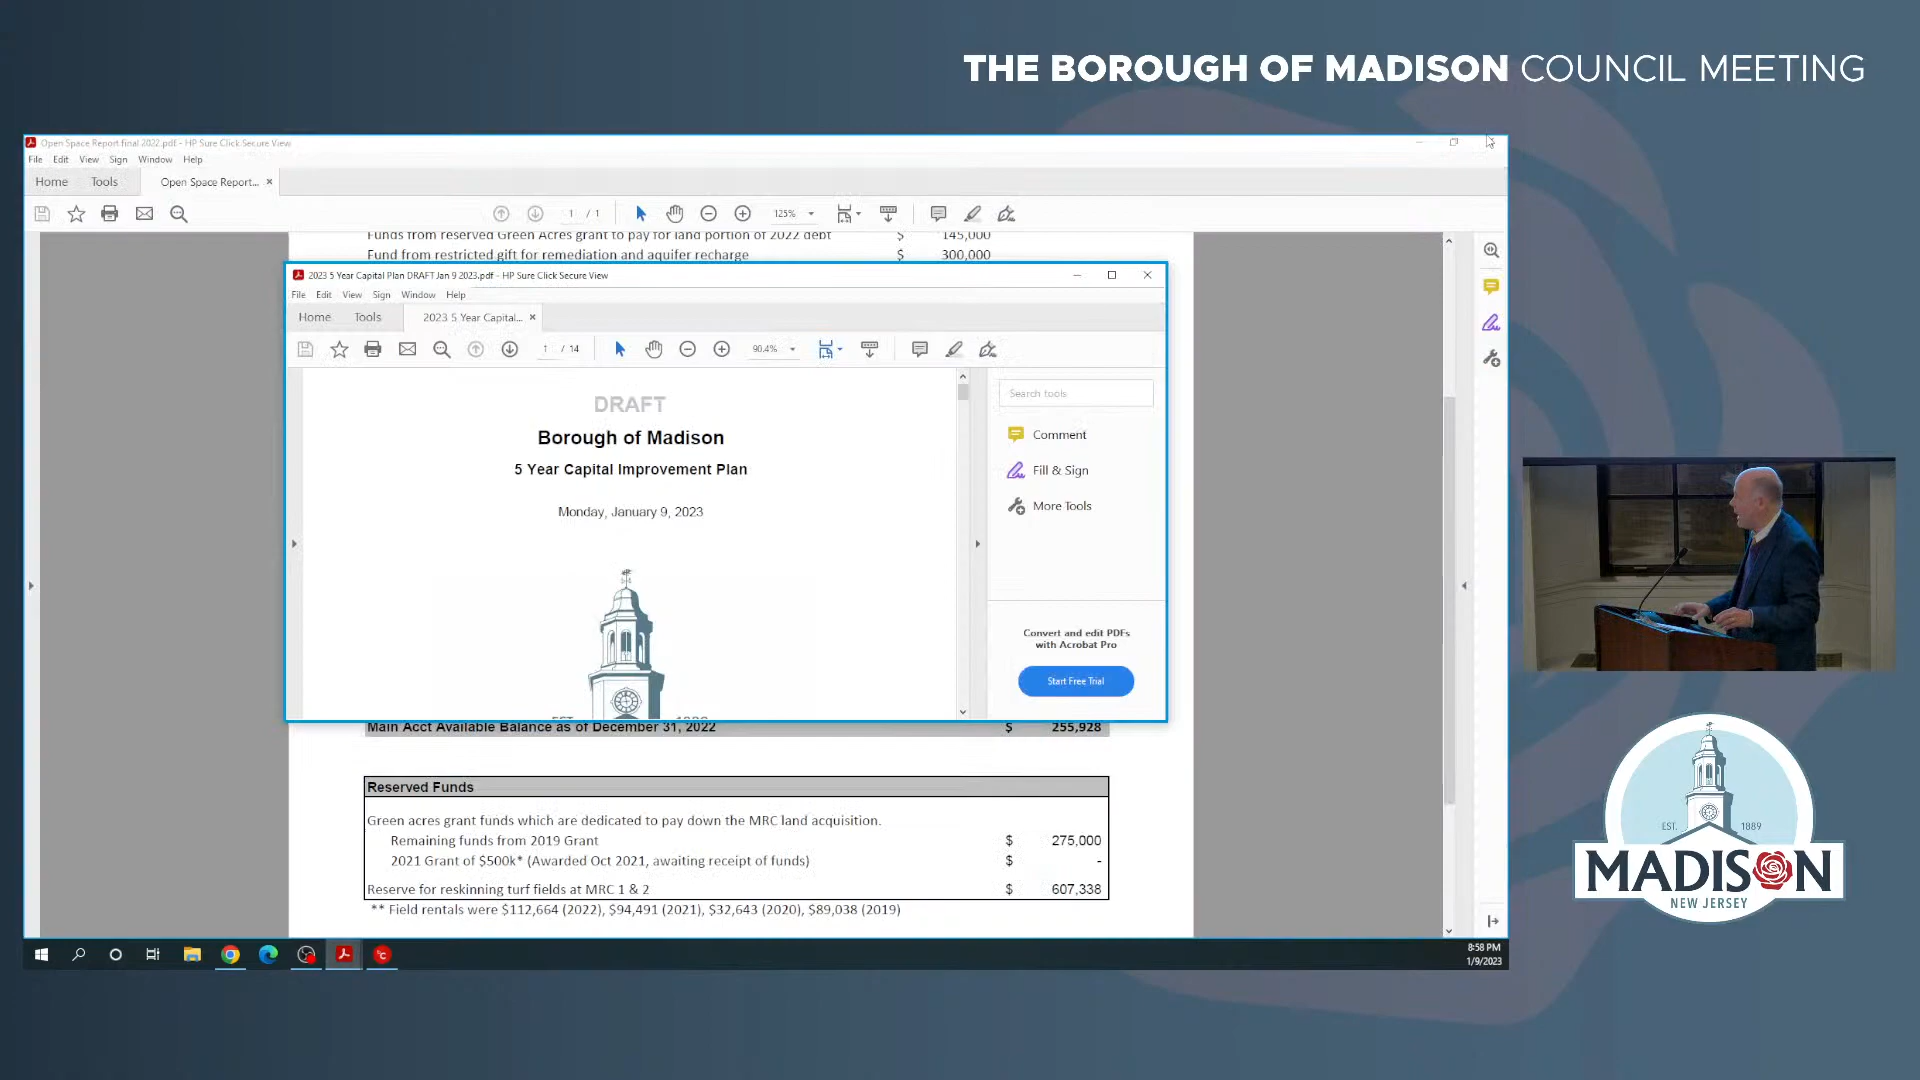 THE BOROUGH OF MADISON COUNCIL MEETING
Open Space Report final 2022.pdf - HP Sure Click Secure View
File Edit View Sign Window Help
Home Tools Open Space Report... ×
1 / 1 125%
Funds from reserved Green Acres grant to pay for land portion of 2022 debt $ 145,000
Fund from restricted gift for remediation and aquifer recharge $ 300,000
2023 5 Year Capital Plan DRAFT Jan 9 2023.pdf - HP Sure Click Secure View
File Edit View Sign Window Help
Home Tools 2023 5 Year Capital... ×
1 / 14 90.4%
DRAFT
Borough of Madison
5 Year Capital Improvement Plan
Monday, January 9, 2023
EST. 1889
Search tools
Comment
Fill & Sign
More Tools
Convert and edit PDFs
with Acrobat Pro
Start Free Trial
Main Acct Available Balance as of December 31, 2022 $ 255,928
Reserved Funds
Green acres grant funds which are dedicated to pay down the MRC land acquisition.
Remaining funds from 2019 Grant $ 275,000
2021 Grant of $500k* (Awarded Oct 2021, awaiting receipt of funds) $ -
Reserve for reskinning turf fields at MRC 1 & 2 $ 607,338
** Field rentals were $112,664 (2022), $94,491 (2021), $32,643 (2020), $89,038 (2019)
8:58 PM
1/9/2023
EST. 1889
MADISON
NEW JERSEY